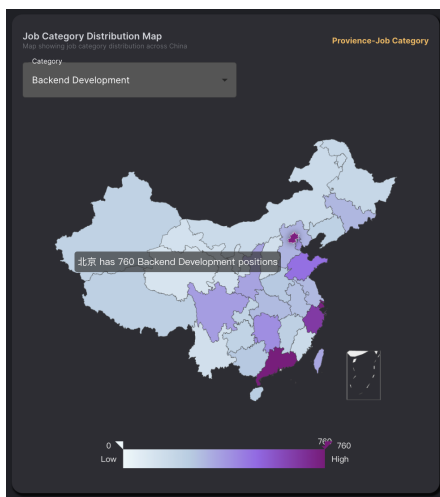 Job Category Distribution Map
Provience-Job Category
Map showing job category distribution across China
Category
Backend Development
北京 has 760 Backend Development positions
0
760
760
Low
High